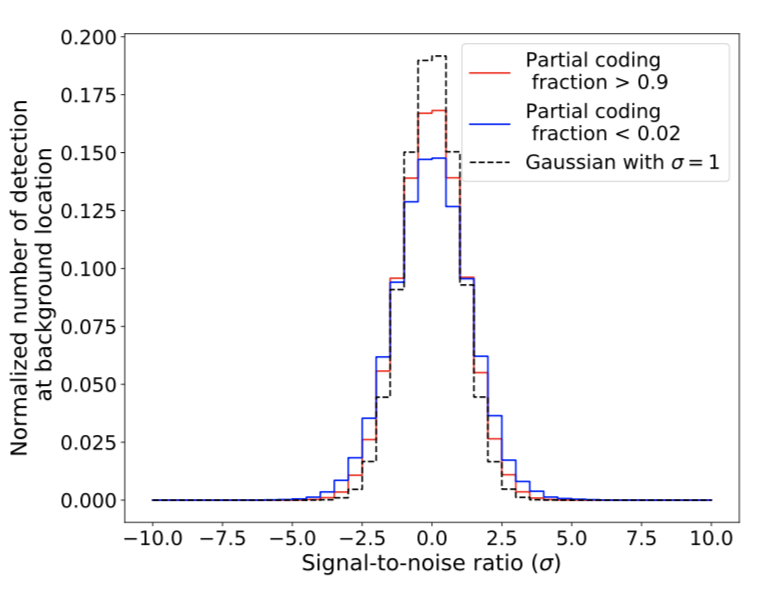 0.200
0.175
0.150
0.125
0.100
0.075
0.050
0.025
0.000
Normalized number of detection
at background location
Partial coding
fraction > 0.9
Partial coding
fraction < 0.02
Gaussian with σ = 1
−10.0 −7.5 −5.0 −2.5 0.0 2.5 5.0 7.5 10.0
Signal-to-noise ratio (σ)